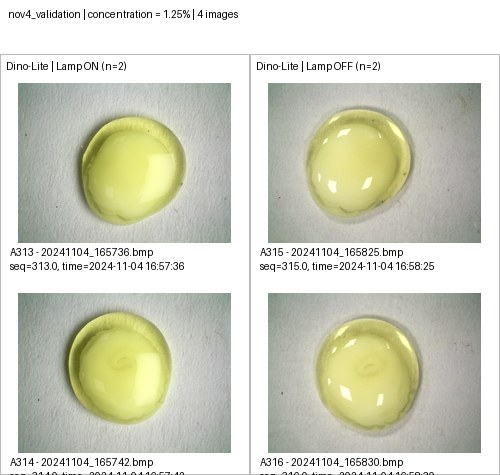 nov4_validation | concentration = 1.25% | 4 images
Dino-Lite | Lamp ON (n=2)
Dino-Lite | Lamp OFF (n=2)
A313 - 20241104_165736.bmp
seq=313.0, time=2024-11-04 16:57:36
A315 - 20241104_165825.bmp
seq=315.0, time=2024-11-04 16:58:25
A314 - 20241104_165742.bmp
A316 - 20241104_165830.bmp